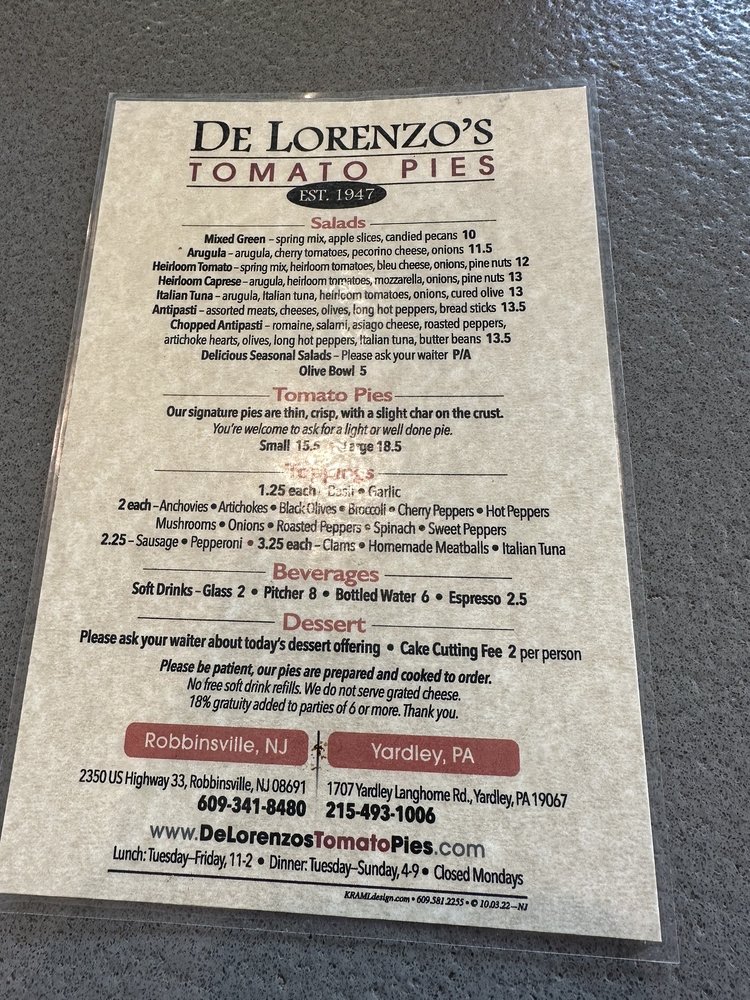 DE LORENZO'S
TOMATO PIES
EST. 1947
Salads
Mixed Green – spring mix, apple slices, candied pecans 10
Arugula – arugula, cherry tomatoes, pecorino cheese, onions 11.5
Heirloom Tomato – spring mix, heirloom tomatoes, bleu cheese, onions, pine nuts 12
Heirloom Caprese – arugula, heirloom tomatoes, mozzarella, onions, pine nuts 13
Italian Tuna – arugula, Italian tuna, heirloom tomatoes, onions, cured olive 13
Antipasti – assorted meats, cheeses, olives, long hot peppers, bread sticks 13.5
Chopped Antipasti – romaine, salami, asiago cheese, roasted peppers,
artichoke hearts, olives, long hot peppers, Italian tuna, butter beans 13.5
Delicious Seasonal Salads – Please ask your waiter P/A
Olive Bowl 5
Tomato Pies
Our signature pies are thin, crisp, with a slight char on the crust.
You're welcome to ask for a light or well done pie.
Small 15.5 Large 18.5
Toppings
1.25 each – Basil • Garlic
2 each – Anchovies • Artichokes • Black Olives • Broccoli • Cherry Peppers • Hot Peppers
Mushrooms • Onions • Roasted Peppers • Spinach • Sweet Peppers
2.25 – Sausage • Pepperoni • 3.25 each – Clams • Homemade Meatballs • Italian Tuna
Beverages
Soft Drinks – Glass 2 • Pitcher 8 • Bottled Water 6 • Espresso 2.5
Dessert
Please ask your waiter about today's dessert offering • Cake Cutting Fee 2 per person
Please be patient, our pies are prepared and cooked to order.
No free soft drink refills. We do not serve grated cheese.
18% gratuity added to parties of 6 or more. Thank you.
Robbinsville, NJ
2350 US Highway 33, Robbinsville, NJ 08691
609-341-8480
Yardley, PA
1707 Yardley Langhorne Rd., Yardley, PA 19067
215-493-1006
www.DeLorenzosTomatoPies.com
Lunch: Tuesday–Friday, 11-2 • Dinner: Tuesday–Sunday, 4-9 • Closed Mondays
KRAMLdesign.com • 609.581.2255 • © 10.03.22 – NJ